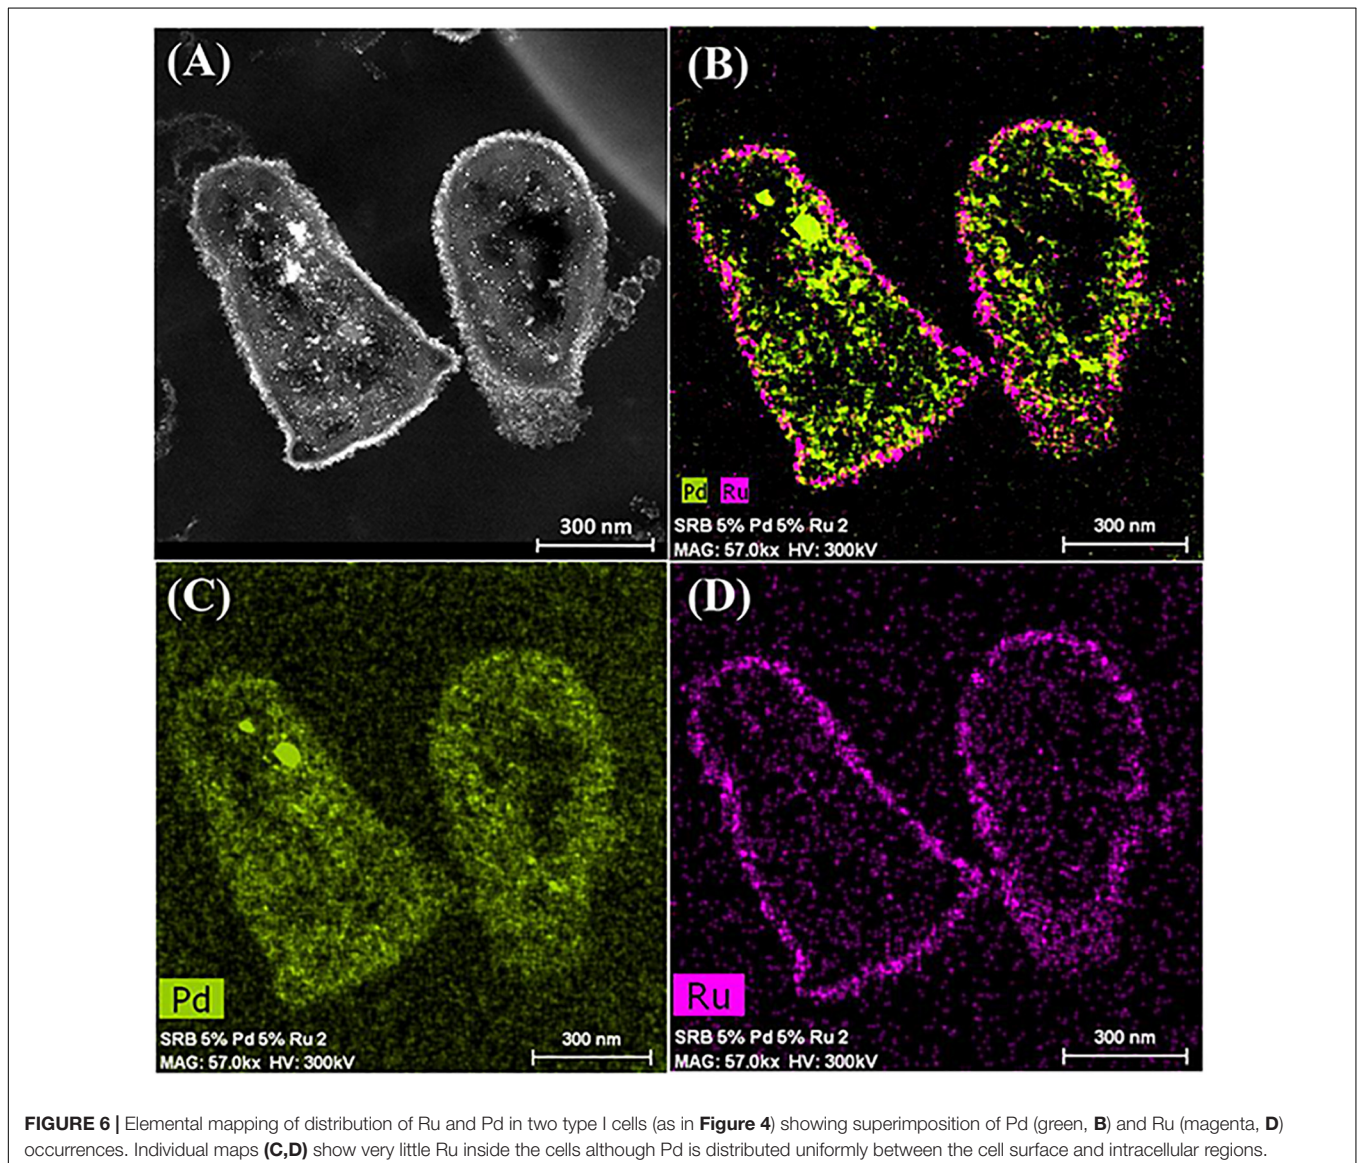 (A)
300 nm
(B)
Pd Ru
SRB 5% Pd 5% Ru 2
MAG: 57.0kx HV: 300kV
300 nm
(C)
Pd
SRB 5% Pd 5% Ru 2
MAG: 57.0kx HV: 300kV
300 nm
(D)
Ru
SRB 5% Pd 5% Ru 2
MAG: 57.0kx HV: 300kV
300 nm
FIGURE 6 | Elemental mapping of distribution of Ru and Pd in two type I cells (as in Figure 4) showing superimposition of Pd (green, B) and Ru (magenta, D)
occurrences. Individual maps (C,D) show very little Ru inside the cells although Pd is distributed uniformly between the cell surface and intracellular regions.